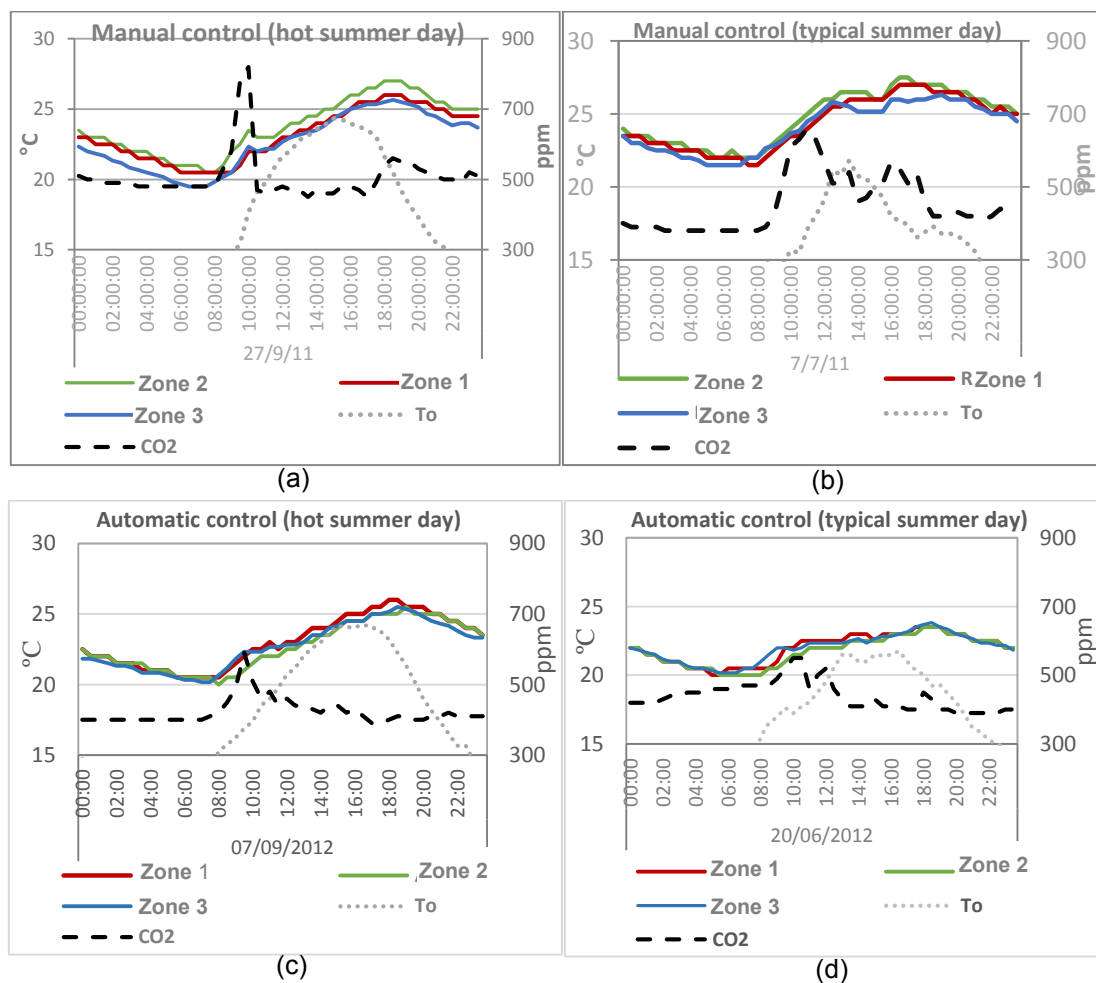 Manual control (hot summer day)
30
25
20
15
°C
900
700
500
300
ppm
00:00:00
02:00:00
04:00:00
06:00:00
08:00:00
10:00:00
12:00:00
14:00:00
16:00:00
18:00:00
20:00:00
22:00:00
27/9/11
Zone 2
Zone 1
Zone 3
To
CO2
(a)
Manual control (typical summer day)
30
25
20
15
°C
900
700
500
300
ppm
00:00:00
02:00:00
04:00:00
06:00:00
08:00:00
10:00:00
12:00:00
14:00:00
16:00:00
18:00:00
20:00:00
22:00:00
7/7/11
Zone 2
R Zone 1
Zone 3
To
CO2
(b)
Automatic control (hot summer day)
30
25
20
15
°C
900
700
500
300
ppm
00:00
02:00
04:00
06:00
08:00
10:00
12:00
14:00
16:00
18:00
20:00
22:00
07/09/2012
Zone 1
Zone 2
Zone 3
To
CO2
(c)
Automatic control (typical summer day)
30
25
20
15
°C
900
700
500
300
ppm
00:00
02:00
04:00
06:00
08:00
10:00
12:00
14:00
16:00
18:00
20:00
22:00
20/06/2012
Zone 1
Zone 2
Zone 3
To
CO2
(d)